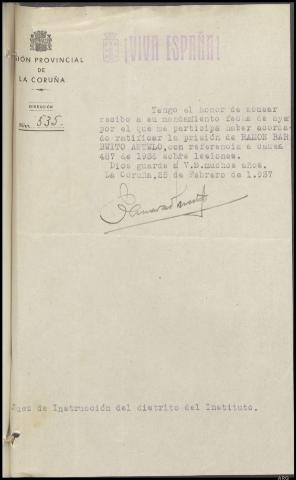 ¡VIVA ESPAÑA!
SIÓN PROVINCIAL
DE
LA CORUÑA
DIRECCIÓN
Núm. 535.
Tengo el honor de acusar
recibo a su mandamiento fecha de ayer
por el que me participa haber acorda-
do ratificar la prisión de RAMON BAR
BEITO, con referencia a causa
487 de 1936 sobre lesiones.
Dios guarde a V.S. muchos años.
La Coruña, 25 de Febrero de 1.937
Juez de Instrucción del distrito del Instituto.
ARG